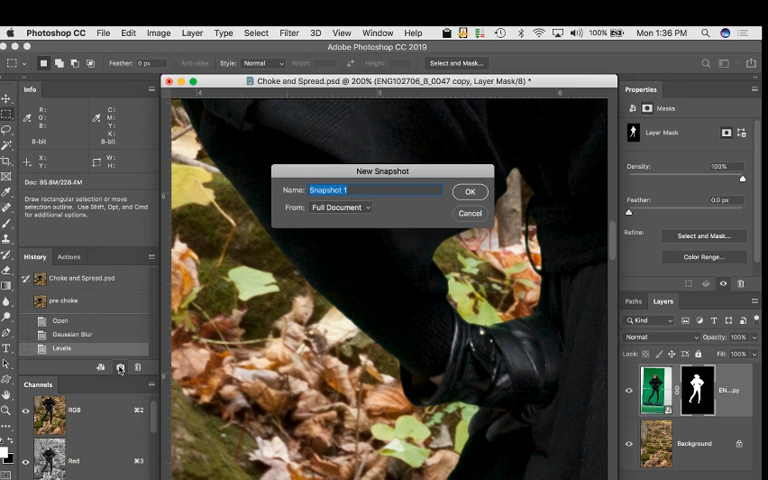 Photoshop CC File Edit Image Layer Type Select Filter 3D View Window Help 100% Mon 1:36 PM
Adobe Photoshop CC 2019
Feather: 0 px Anti-alias Style: Normal Width: Height: Select and Mask...
Choke and Spread.psd @ 200% (ENG102706_B_0047 copy, Layer Mask/8) *
Info
R: C:
G: M:
B: Y:
K:
8-bit 8-bit
X: W:
Y: H:
Doc: 85.8M/228.4M
Draw rectangular selection or move
selection outline. Use Shift, Opt, and Cmd
for additional options.
History Actions
Choke and Spread.psd
pre choke
Open
Gaussian Blur
Levels
Channels
RGB ⌘2
Red ⌘3
4 5 6
8
9
New Snapshot
Name: Snapshot 1
OK
From: Full Document
Cancel
Properties
Masks
Layer Mask
Density: 100%
Feather: 0.0 px
Refine: Select and Mask...
Color Range...
Paths Layers
Kind
Normal Opacity: 100%
Lock: Fill: 100%
EN...py
Background